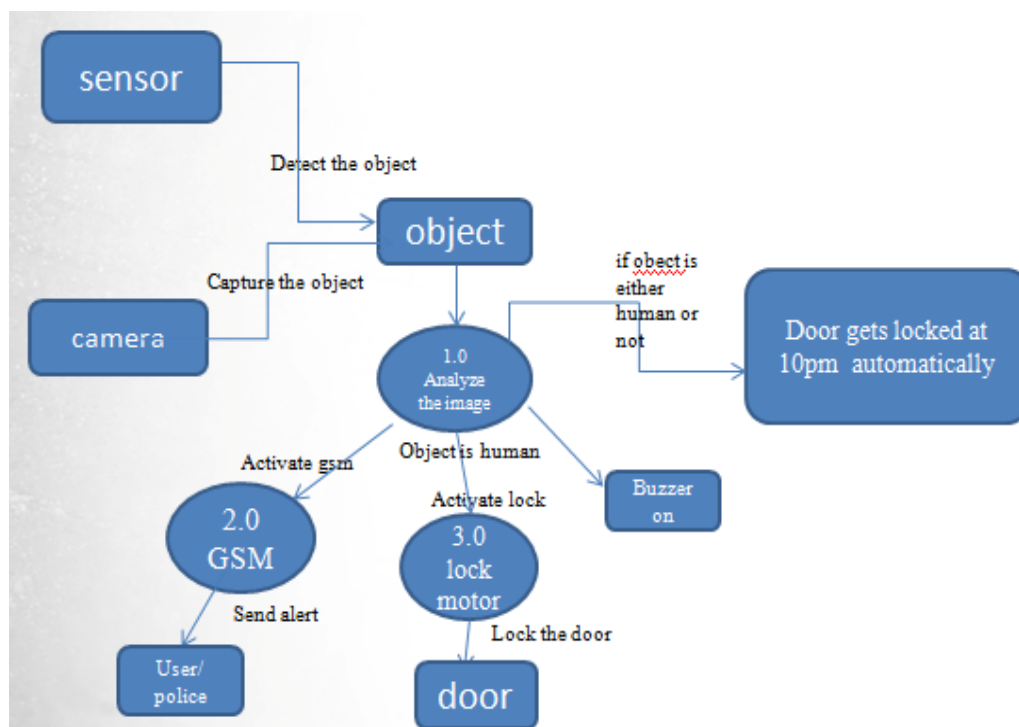 sensor
Detect the object
object
Capture the object
camera
if obect is
either
human or
not
Door gets locked at
10pm automatically
1.0
Analyze
the image
Activate gsm
Object is human
Activate lock
Buzzer
on
2.0
GSM
3.0
lock
motor
Send alert
Lock the door
User/
police
door